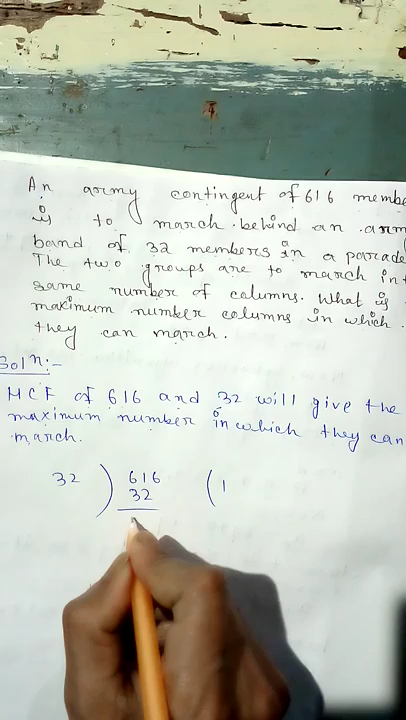 An army contingent of 616 membe
is to march behind an arm
band of 32 members in a parade
The two groups are to march in t
same number of columns. What is
maximum number columns in which
they can march.
Solⁿ:-
HCF of 616 and 32 will give the
maximum number in which they can
march.
32 ) 616 ( 1
32